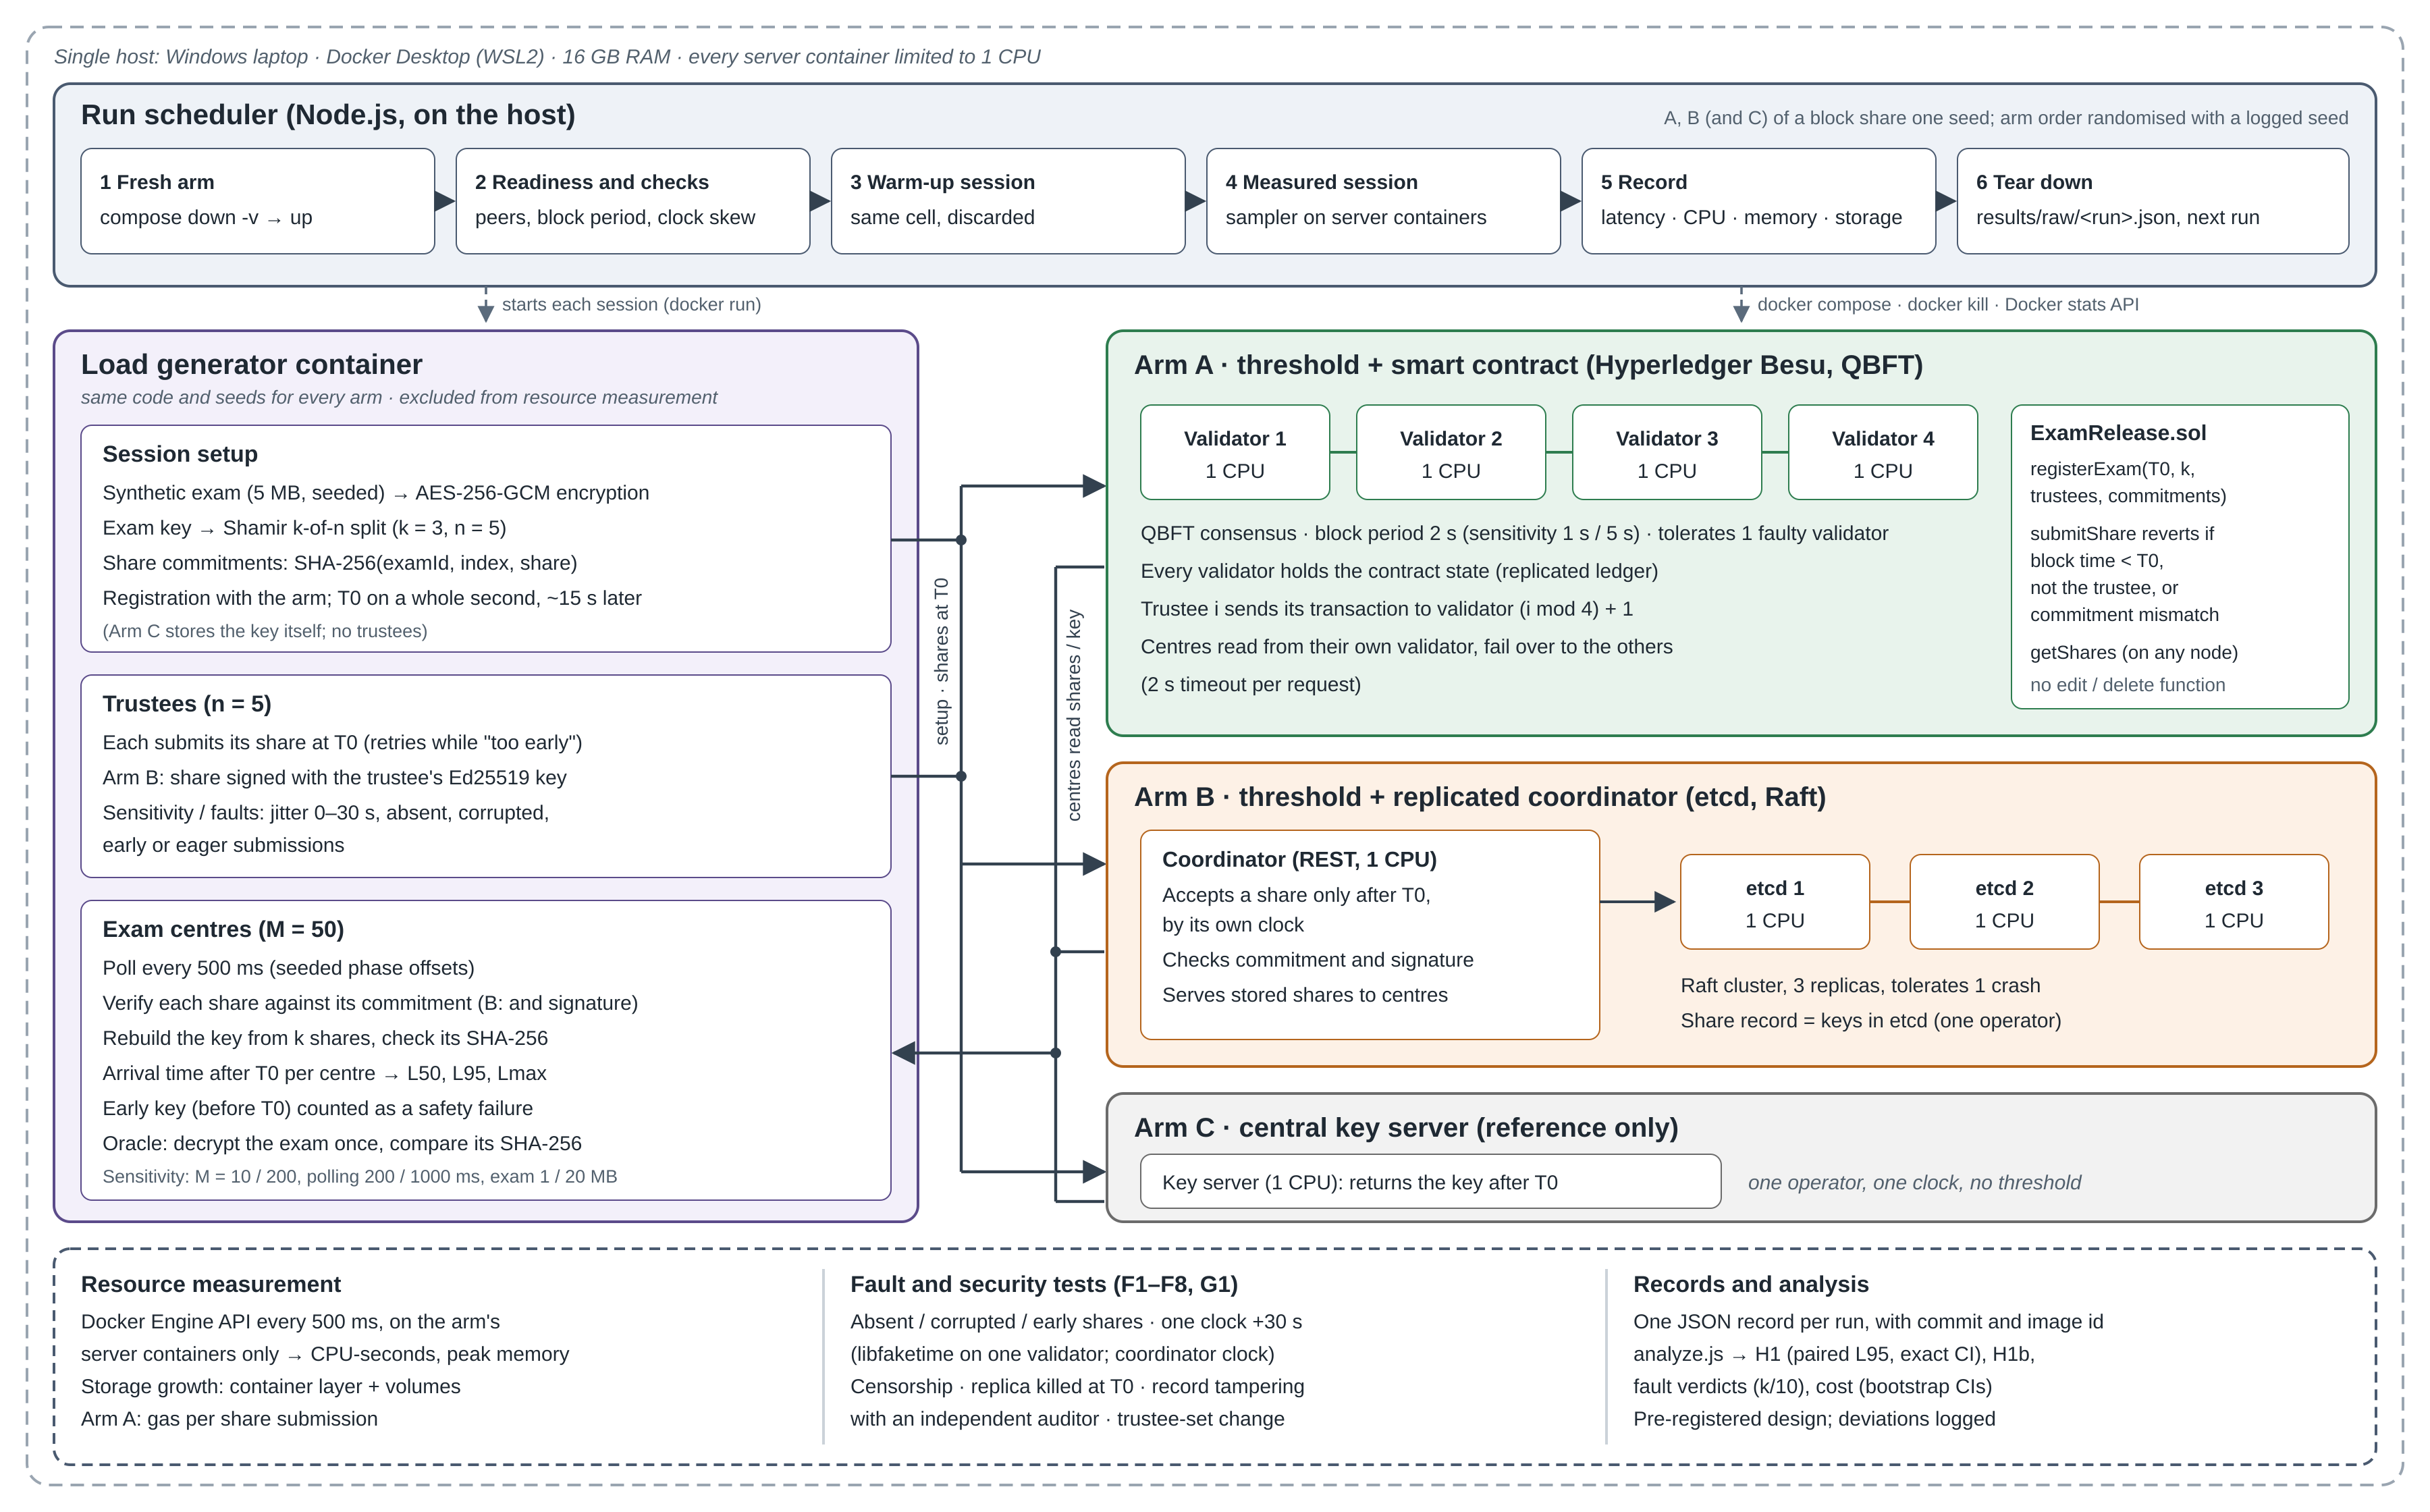 Single host: Windows laptop · Docker Desktop (WSL2) · 16 GB RAM · every server container limited to 1 CPU
Run scheduler (Node.js, on the host)
A, B (and C) of a block share one seed; arm order randomised with a logged seed
1 Fresh arm
compose down -v → up
2 Readiness and checks
peers, block period, clock skew
3 Warm-up session
same cell, discarded
4 Measured session
sampler on server containers
5 Record
latency · CPU · memory · storage
6 Tear down
results/raw/<run>.json, next run
starts each session (docker run)
docker compose · docker kill · Docker stats API
Load generator container
same code and seeds for every arm · excluded from resource measurement
Session setup
Synthetic exam (5 MB, seeded) → AES-256-GCM encryption
Exam key → Shamir k-of-n split (k = 3, n = 5)
Share commitments: SHA-256(examId, index, share)
Registration with the arm; T0 on a whole second, ~15 s later
(Arm C stores the key itself; no trustees)
Trustees (n = 5)
Each submits its share at T0 (retries while "too early")
Arm B: share signed with the trustee's Ed25519 key
Sensitivity / faults: jitter 0–30 s, absent, corrupted,
early or eager submissions
Exam centres (M = 50)
Poll every 500 ms (seeded phase offsets)
Verify each share against its commitment (B: and signature)
Rebuild the key from k shares, check its SHA-256
Arrival time after T0 per centre → L50, L95, Lmax
Early key (before T0) counted as a safety failure
Oracle: decrypt the exam once, compare its SHA-256
Sensitivity: M = 10 / 200, polling 200 / 1000 ms, exam 1 / 20 MB
setup · shares at T0
centres read shares / key
Arm A · threshold + smart contract (Hyperledger Besu, QBFT)
Validator 1
1 CPU
Validator 2
1 CPU
Validator 3
1 CPU
Validator 4
1 CPU
QBFT consensus · block period 2 s (sensitivity 1 s / 5 s) · tolerates 1 faulty validator
Every validator holds the contract state (replicated ledger)
Trustee i sends its transaction to validator (i mod 4) + 1
Centres read from their own validator, fail over to the others
(2 s timeout per request)
ExamRelease.sol
registerExam(T0, k,
trustees, commitments)
submitShare reverts if
block time < T0,
not the trustee, or
commitment mismatch
getShares (on any node)
no edit / delete function
Arm B · threshold + replicated coordinator (etcd, Raft)
Coordinator (REST, 1 CPU)
Accepts a share only after T0,
by its own clock
Checks commitment and signature
Serves stored shares to centres
etcd 1
1 CPU
etcd 2
1 CPU
etcd 3
1 CPU
Raft cluster, 3 replicas, tolerates 1 crash
Share record = keys in etcd (one operator)
Arm C · central key server (reference only)
Key server (1 CPU): returns the key after T0
one operator, one clock, no threshold
Resource measurement
Docker Engine API every 500 ms, on the arm's
server containers only → CPU-seconds, peak memory
Storage growth: container layer + volumes
Arm A: gas per share submission
Fault and security tests (F1–F8, G1)
Absent / corrupted / early shares · one clock +30 s
(libfaketime on one validator; coordinator clock)
Censorship · replica killed at T0 · record tampering
with an independent auditor · trustee-set change
Records and analysis
One JSON record per run, with commit and image id
analyze.js → H1 (paired L95, exact CI), H1b,
fault verdicts (k/10), cost (bootstrap CIs)
Pre-registered design; deviations logged